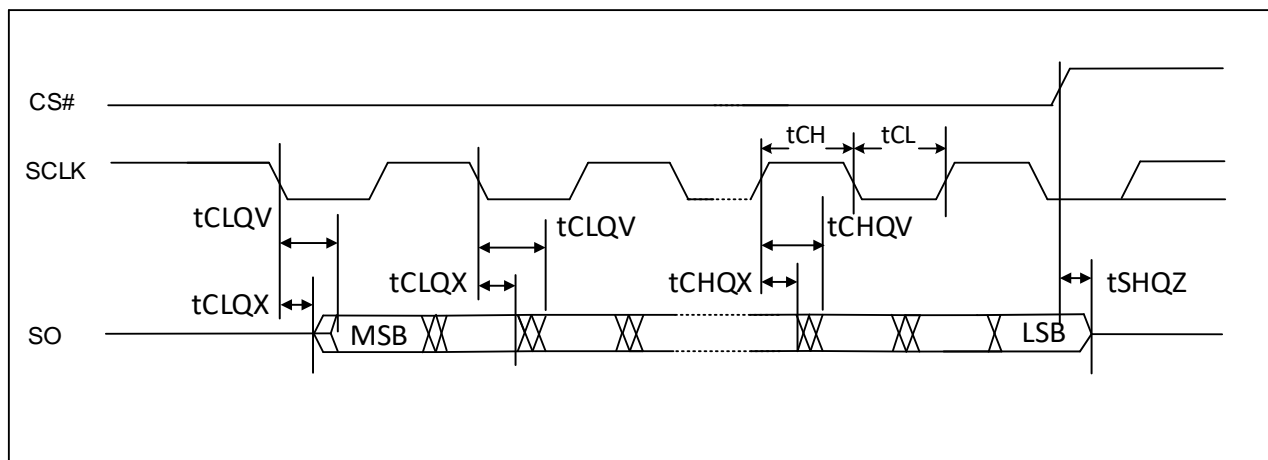 CS#
tCH
tCL
SCLK
tCLQV
tCLQV
tCHQV
tCLQX
tCLQX
tCHQX
tSHQZ
SO
MSB
LSB